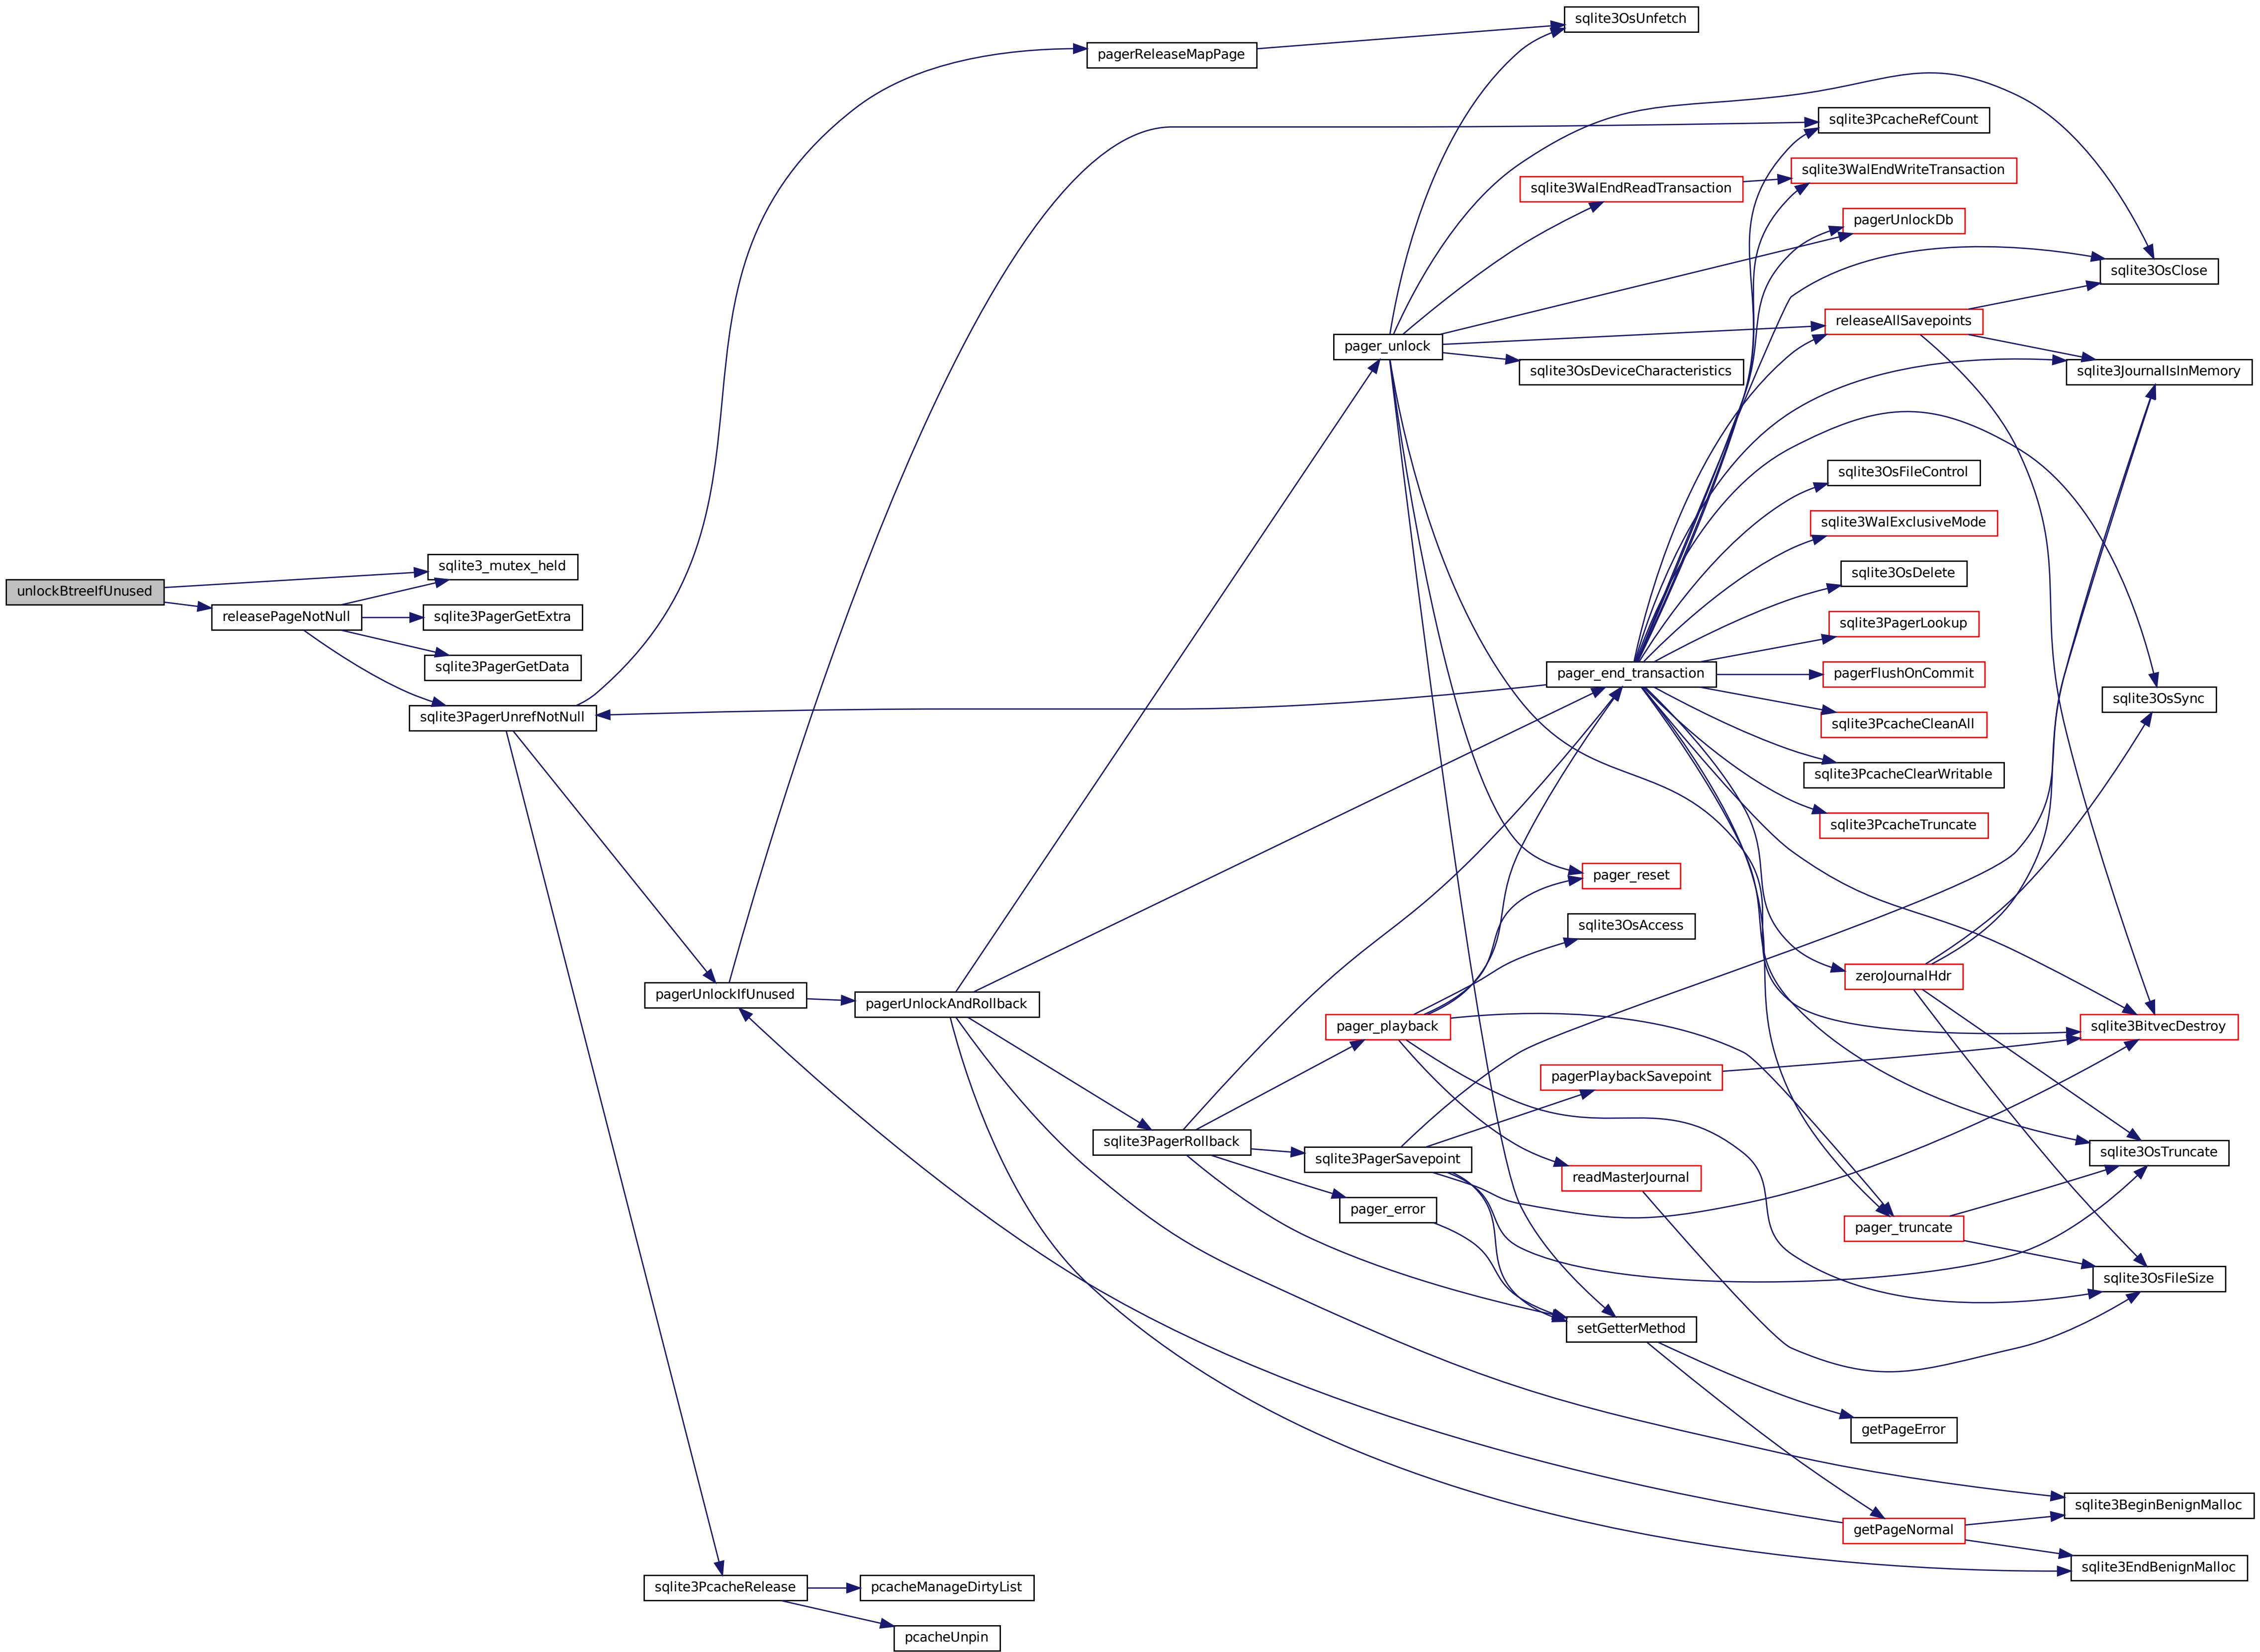 sqlite3OsUnfetch
pagerReleaseMapPage
sqlite3PcacheRefCount
sqlite3WalEndWriteTransaction
sqlite3WalEndReadTransaction
pagerUnlockDb
sqlite3OsClose
releaseAllSavepoints
pager_unlock
sqlite3OsDeviceCharacteristics
sqlite3JournalIsInMemory
sqlite3OsFileControl
sqlite3WalExclusiveMode
sqlite3_mutex_held
sqlite3OsDelete
unlockBtreeIfUnused
releasePageNotNull
sqlite3PagerGetExtra
sqlite3PagerLookup
sqlite3PagerGetData
pager_end_transaction
pagerFlushOnCommit
sqlite3OsSync
sqlite3PagerUnrefNotNull
sqlite3PcacheCleanAll
sqlite3PcacheClearWritable
sqlite3PcacheTruncate
pager_reset
sqlite3OsAccess
zeroJournalHdr
pagerUnlockIfUnused
pagerUnlockAndRollback
pager_playback
sqlite3BitvecDestroy
pagerPlaybackSavepoint
sqlite3PagerRollback
sqlite3PagerSavepoint
sqlite3OsTruncate
readMasterJournal
pager_error
pager_truncate
sqlite3OsFileSize
setGetterMethod
getPageError
sqlite3BeginBenignMalloc
getPageNormal
sqlite3EndBenignMalloc
sqlite3PcacheRelease
pcacheManageDirtyList
pcacheUnpin